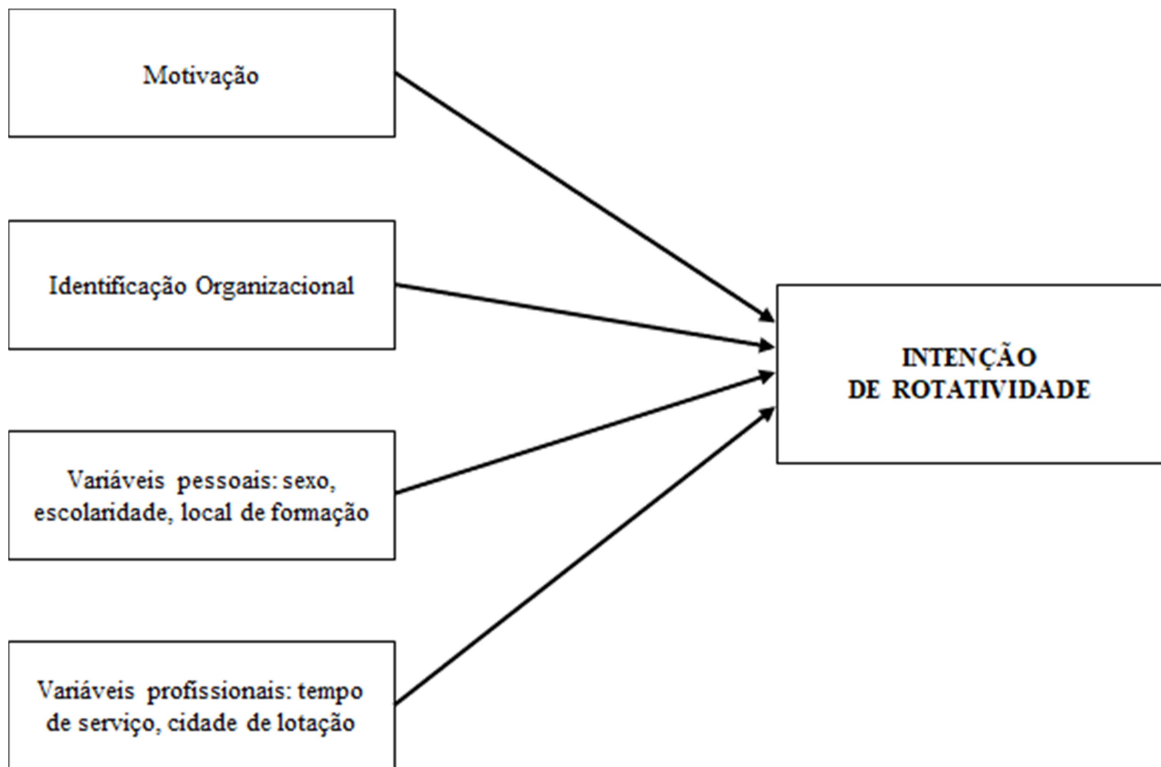 Motivação
Identificação Organizacional
Variáveis pessoais: sexo,
escolaridade, local de formação
Variáveis profissionais: tempo
de serviço, cidade de lotação
INTENÇÃO
DE ROTATIVIDADE